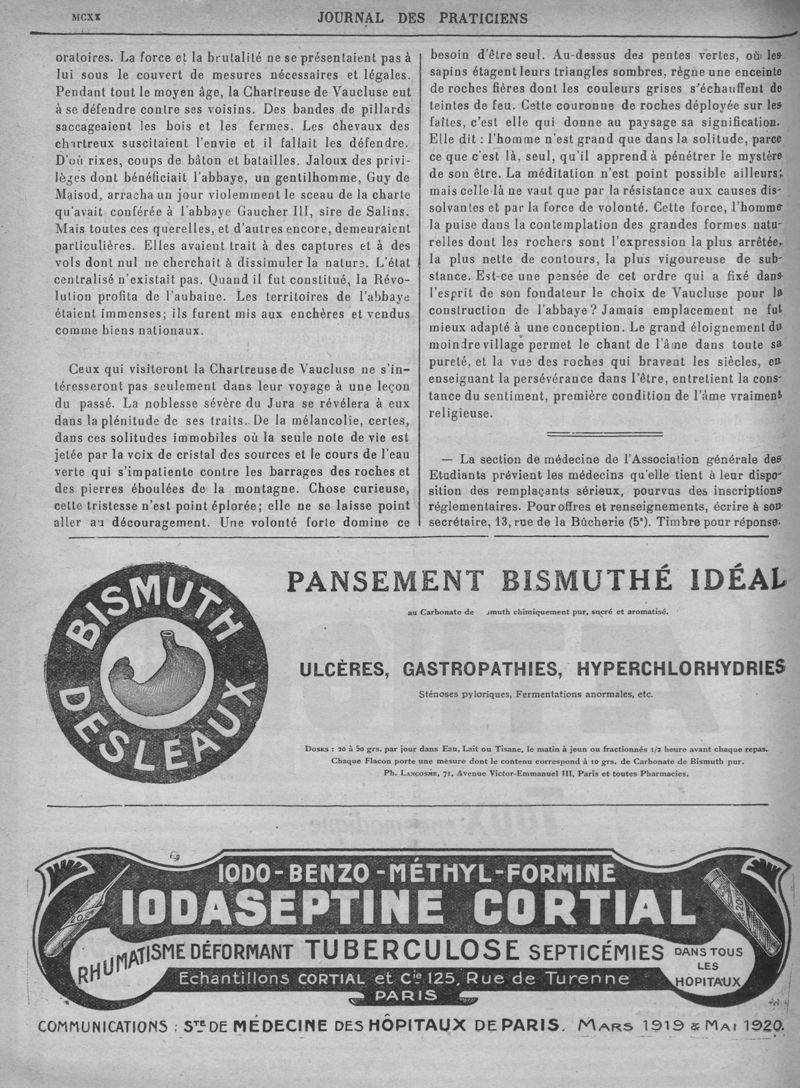 MCXX
JOURNAL DES PRATICIENS
oratoires. La force et la brutalité ne se présentaient pas à
lui sous le couvert de mesures nécessaires et légales.
Pendant tout le moyen âge, la Chartreuse de Vaucluse eut
à se défendre contre ses voisins. Des bandes de pillards
saccageaient les bois et les fermes. Les chevaux des
chartreux suscitaient l'envie et il fallait les défendre.
D'où rixes, coups de bâton et batailles. Jaloux des privi-
lèges dont bénéficiait l'abbaye, un gentilhomme, Guy de
Maisod, arracha un jour violemment le sceau de la charte
qu'avait conférée à l'abbaye Gaucher III, sire de Salins.
Mais toutes ces querelles, et d'autres encore, demeuraient
particulières. Elles avaient trait à des captures et à des
vols dont nul ne cherchait à dissimuler la nature. L'état
centralisé n'existait pas. Quand il fut constitué, la Révo-
lution profita de l'aubaine. Les territoires de l'abbaye
étaient immenses; ils furent mis aux enchères et vendus
comme biens nationaux.
Ceux qui visiteront la Chartreuse de Vaucluse ne s'in-
téresseront pas seulement dans leur voyage à une leçon
du passé. La noblesse sévère du Jura se révélera à eux
dans la plénitude de ses traits. De la mélancolie, certes,
dans ces solitudes immobiles où la seule note de vie est
jetée par la voix de cristal des sources et le cours de l'eau
verte qui s'impatiente contre les barrages des roches et
des pierres éboulées de la montagne. Chose curieuse,
cette tristesse n'est point éplorée; elle ne se laisse point
aller au découragement. Une volonté forte domine ce
besoin d'être seul. Au-dessus des pentes vertes, où les
sapins étagent leurs triangles sombres, règne une enceinte
de roches fières dont les couleurs grises s'échauffent de
teintes de feu. Cette couronne de roches déployée sur les
faîtes, c'est elle qui donne au paysage sa signification.
Elle dit : l'homme n'est grand que dans la solitude, parce
ce que c'est là, seul, qu'il apprend à pénétrer le mystère
de son être. La méditation n'est point possible ailleurs;
mais celle-là ne vaut que par la résistance aux causes dis-
solvantes et par la force de volonté. Cette force, l'homme
la puise dans la contemplation des grandes formes natu-
relles dont les rochers sont l'expression la plus arrêtée,
la plus nette de contours, la plus vigoureuse de sub-
stance. Est-ce une pensée de cet ordre qui a fixé dans
l'esprit de son fondateur le choix de Vaucluse pour la
construction de l'abbaye? Jamais emplacement ne fut
mieux adapté à une conception. Le grand éloignement du
moindre village permet le chant de l'âme dans toute sa
pureté, et la vue des roches qui bravent les siècles, en
enseignant la persévérance dans l'être, entretient la cons-
tance du sentiment, première condition de l'âme vraiment
religieuse.
— La section de médecine de l'Association générale des
Etudiants prévient les médecins qu'elle tient à leur dispo-
sition des remplaçants sérieux, pourvus des inscriptions
réglementaires. Pour offres et renseignements, écrire à son
secrétaire, 13, rue de la Bûcherie (5e). Timbre pour réponse.
BISMUTH
DESLEAUX
PANSEMENT BISMUTHÉ IDÉAL
au Carbonate de smuth chimiquement pur, sucré et aromatisé.
ULCÈRES, GASTROPATHIES, HYPERCHLORHYDRIES
Sténoses pyloriques, Fermentations anormales, etc.
DOSES : 20 à 50 grs. par jour dans Eau, Lait ou Tisane, le matin à jeun ou fractionnés 1/2 heure avant chaque repas.
Chaque Flacon porte une mesure dont le contenu correspond à 10 grs. de Carbonate de Bismuth pur.
Ph. LANCOSME, 71, Avenue Victor-Emmanuel III, Paris et toutes Pharmacies.
IODO-BENZO-MÉTHYL-FORMINE
IODASEPTINE CORTIAL
RHUMATISME DÉFORMANT TUBERCULOSE SEPTICÉMIES DANS TOUS
LES
HÔPITAUX
Echantillons CORTIAL et Cie 125, Rue de Turenne
PARIS
COMMUNICATIONS : STÉ DE MÉDECINE DES HÔPITAUX DE PARIS. MARS 1919 & MAI 1920.